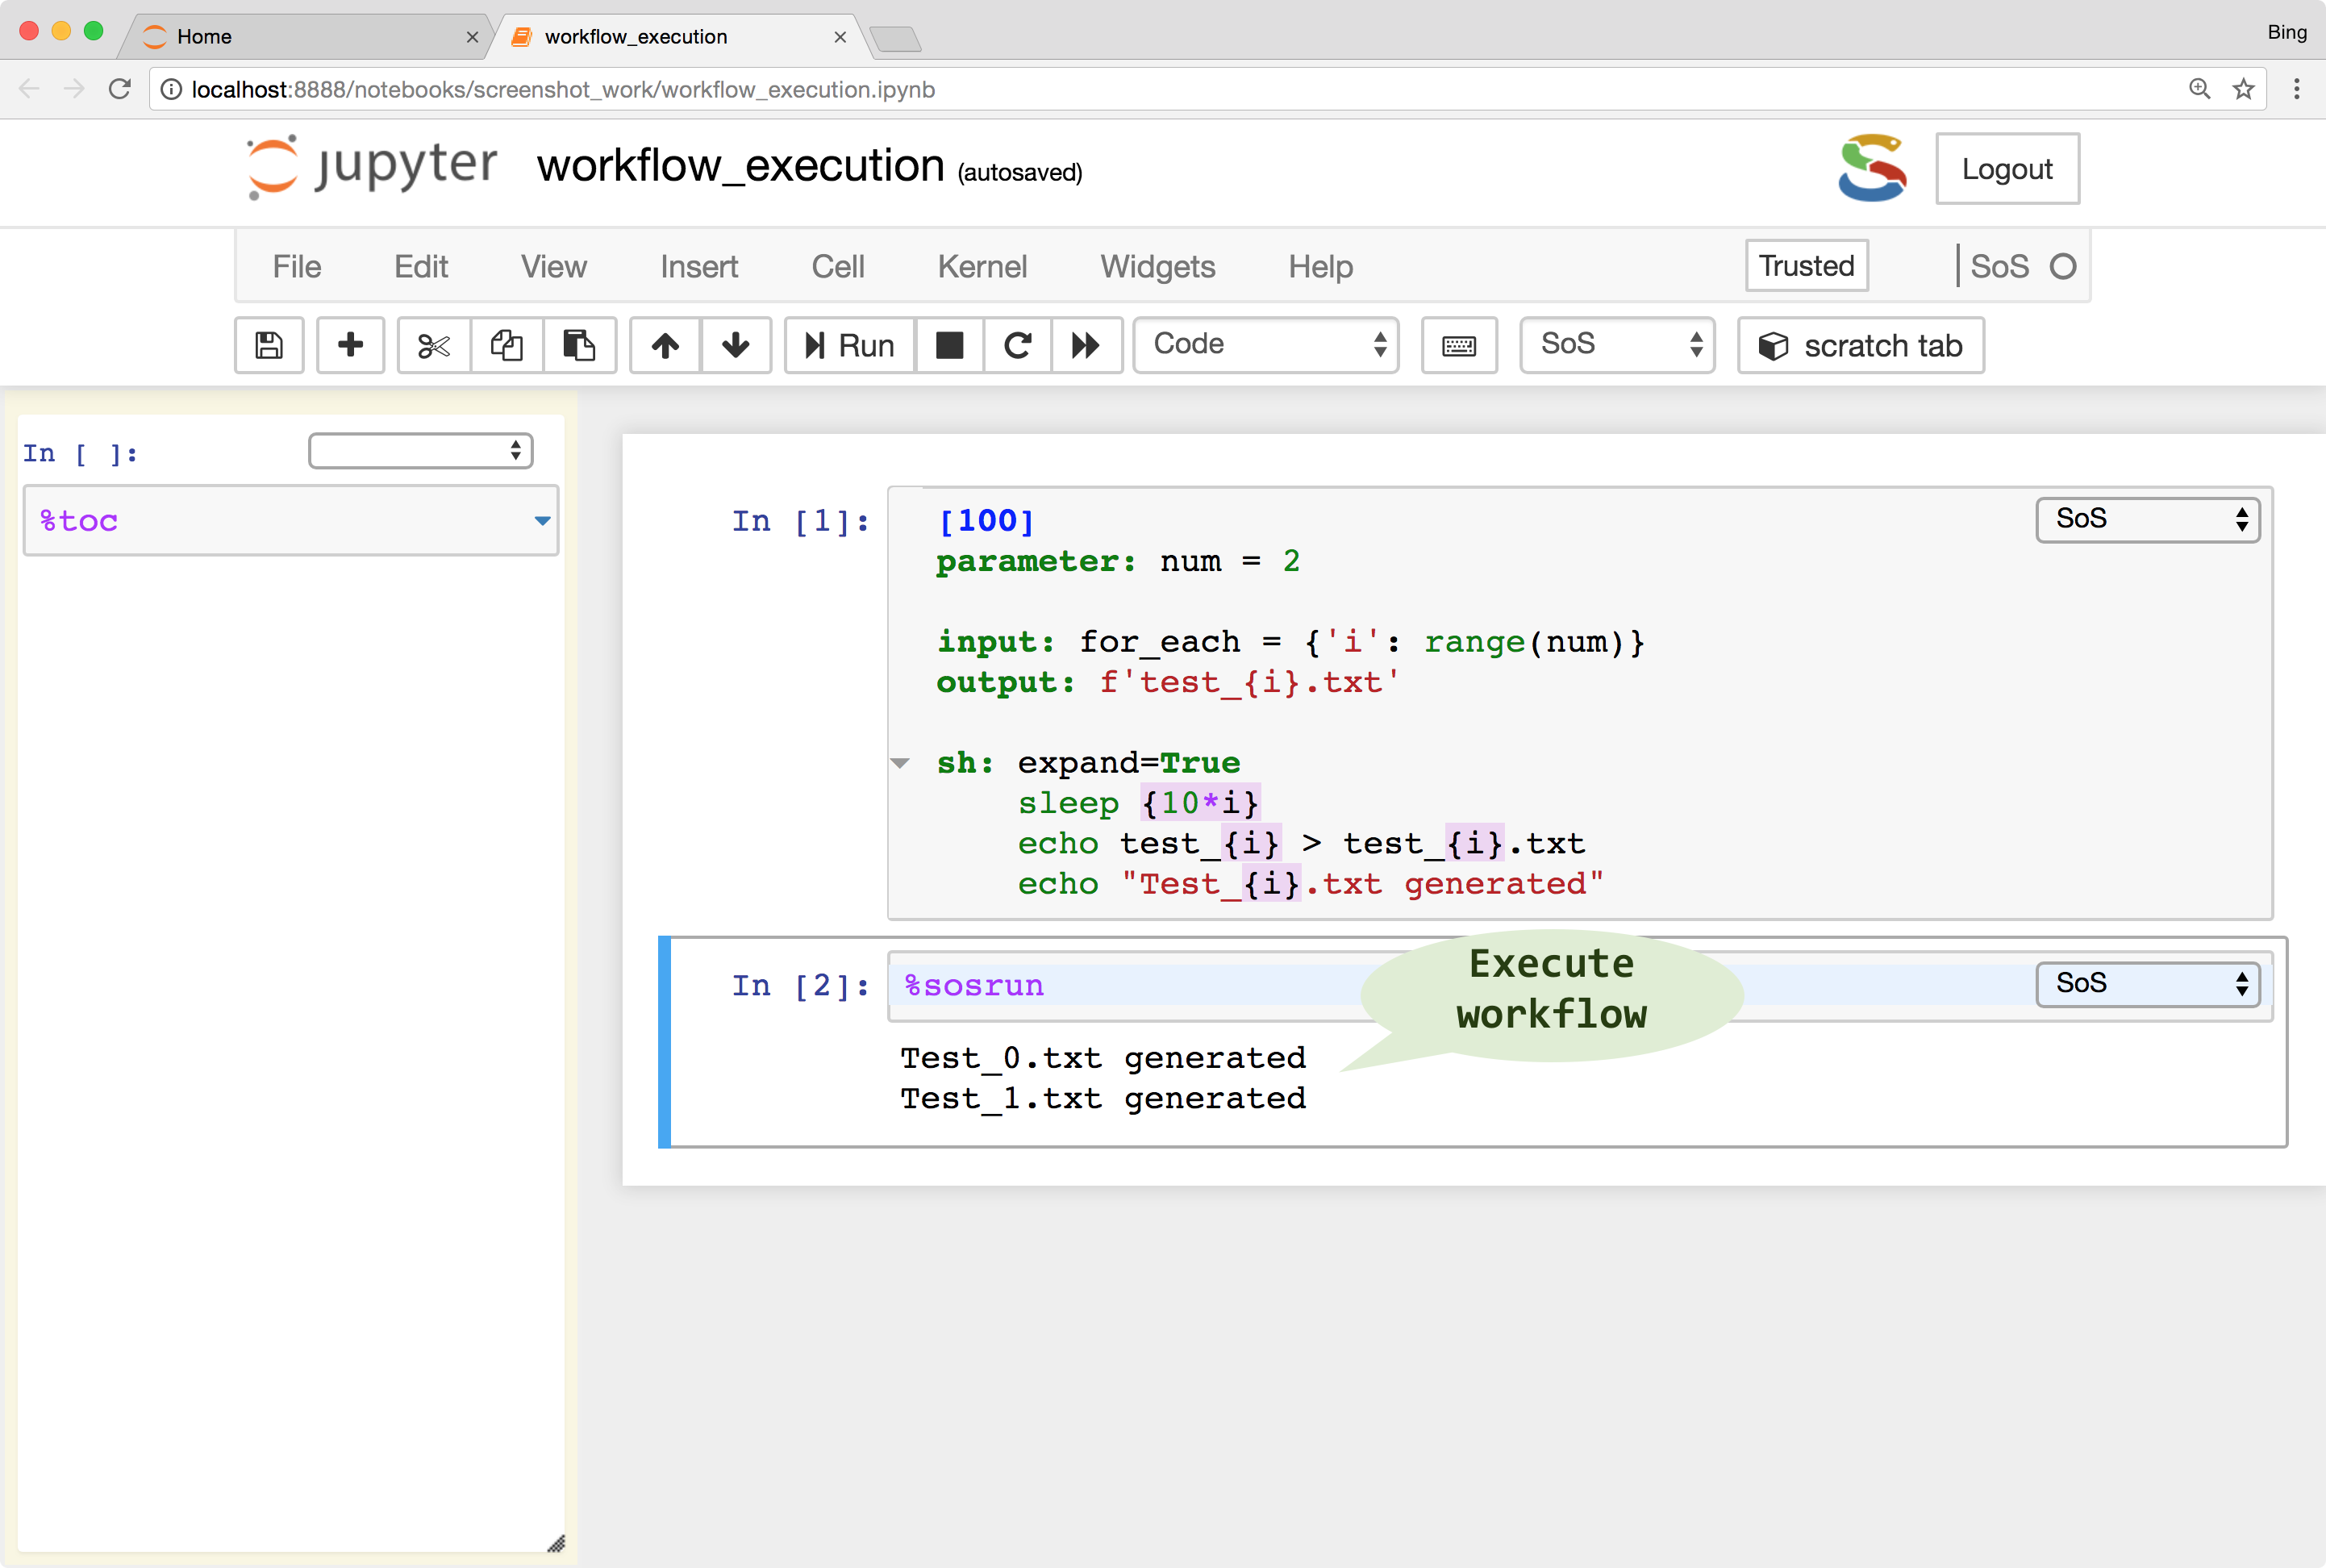 Home
workflow_execution
Bing
localhost:8888/notebooks/screenshot_work/workflow_execution.ipynb
jupyter workflow_execution (autosaved)
Logout
File Edit View Insert Cell Kernel Widgets Help Trusted SoS
Run Code SoS scratch tab
In [ ]:
%toc
In [1]:
[100]
SoS
parameter: num = 2
input: for_each = {'i': range(num)}
output: f'test_{i}.txt'
sh: expand=True
sleep {10*i}
echo test_{i} > test_{i}.txt
echo "Test_{i}.txt generated"
In [2]:
%sosrun
SoS
Execute
workflow
Test_0.txt generated
Test_1.txt generated